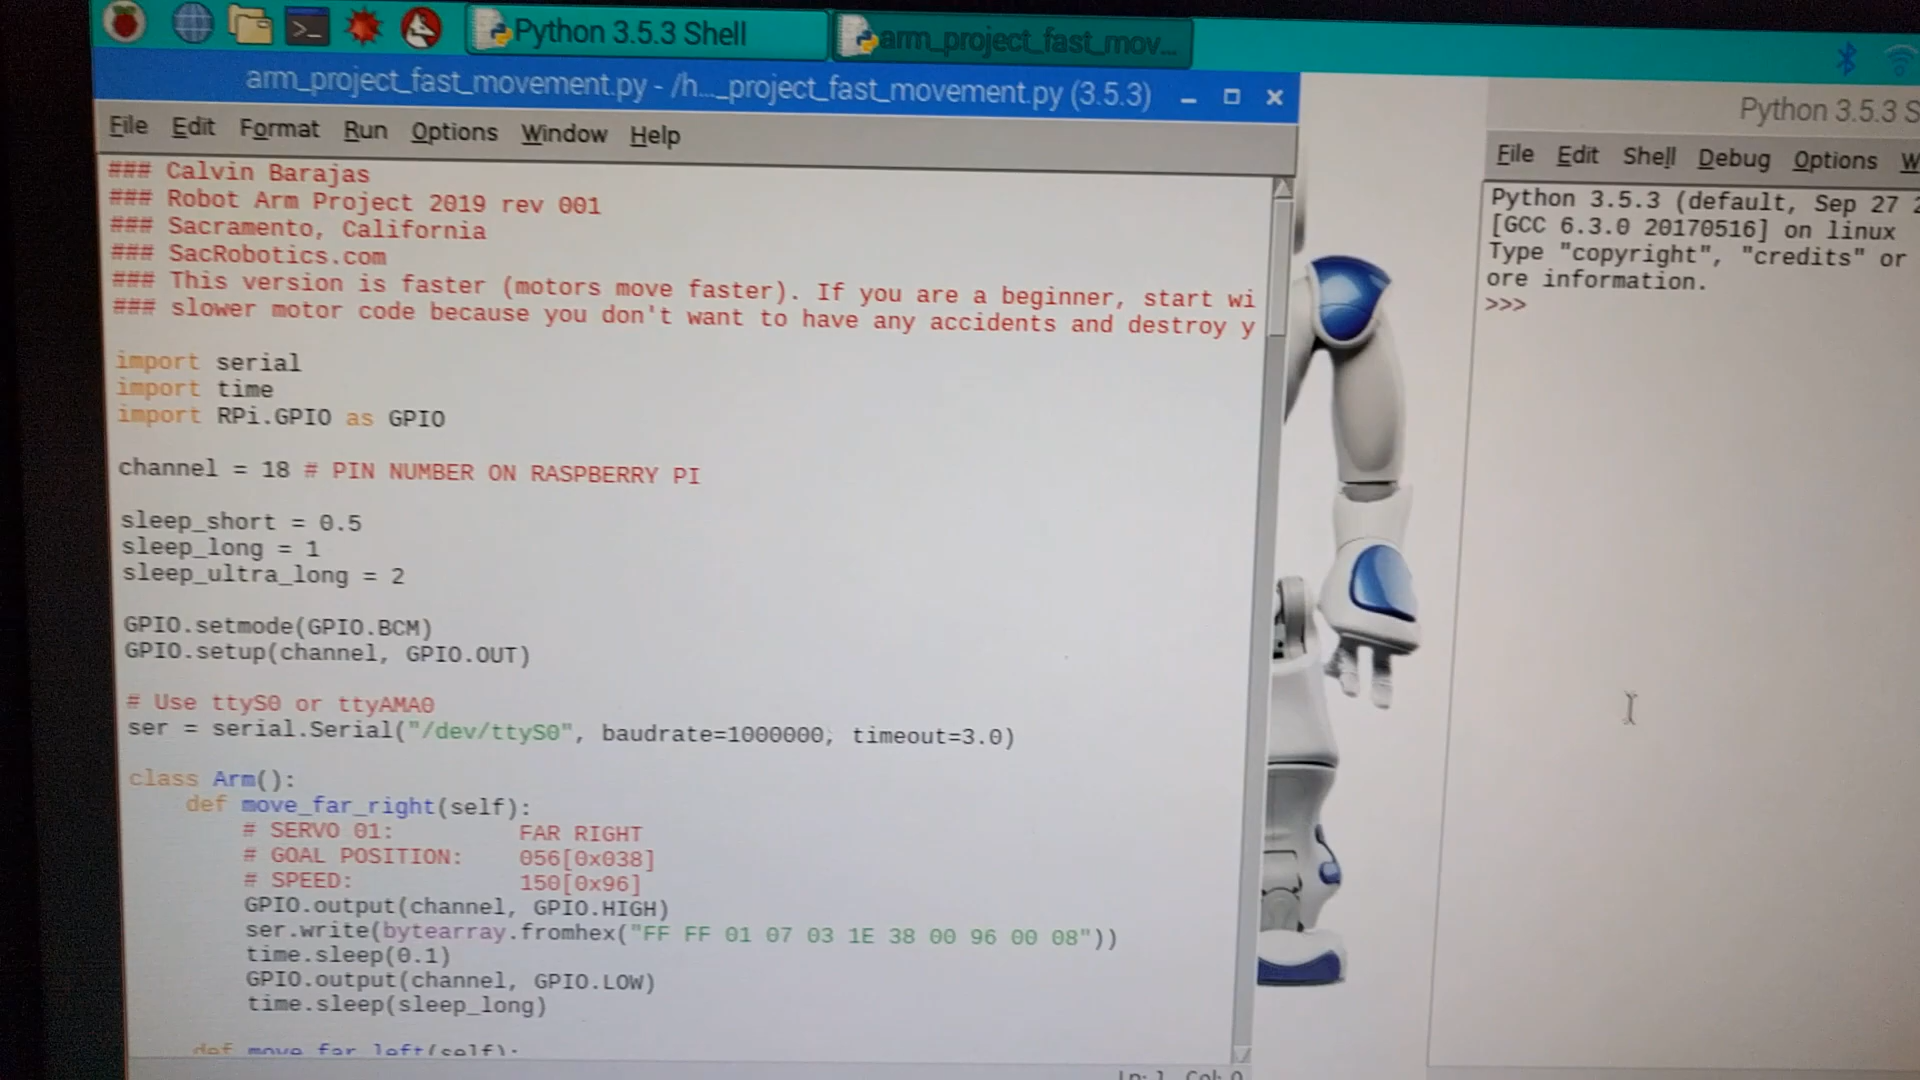 Python 3.5.3 Shell
arm_project_fast_mov...
arm_project_fast_movement.py - /h..._project_fast_movement.py (3.5.3)
File Edit Format Run Options Window Help
### Calvin Barajas
### Robot Arm Project 2019 rev 001
### Sacramento, California
### SacRobotics.com
### This version is faster (motors move faster). If you are a beginner, start wi
### slower motor code because you don't want to have any accidents and destroy y
import serial
import time
import RPi.GPIO as GPIO
channel = 18 # PIN NUMBER ON RASPBERRY PI
sleep_short = 0.5
sleep_long = 1
sleep_ultra_long = 2
GPIO.setmode(GPIO.BCM)
GPIO.setup(channel, GPIO.OUT)
# Use ttyS0 or ttyAMA0
ser = serial.Serial("/dev/ttyS0", baudrate=1000000, timeout=3.0)
class Arm():
def move_far_right(self):
# SERVO 01: FAR RIGHT
# GOAL POSITION: 056[0x038]
# SPEED: 150[0x96]
GPIO.output(channel, GPIO.HIGH)
ser.write(bytearray.fromhex("FF FF 01 07 03 1E 38 00 96 00 08"))
time.sleep(0.1)
GPIO.output(channel, GPIO.LOW)
time.sleep(sleep_long)
def move_far_left(self):
Ln: 1 Col: 0
Python 3.5.3 S
File Edit Shell Debug Options W
Python 3.5.3 (default, Sep 27 2
[GCC 6.3.0 20170516] on linux
Type "copyright", "credits" or
ore information.
>>>